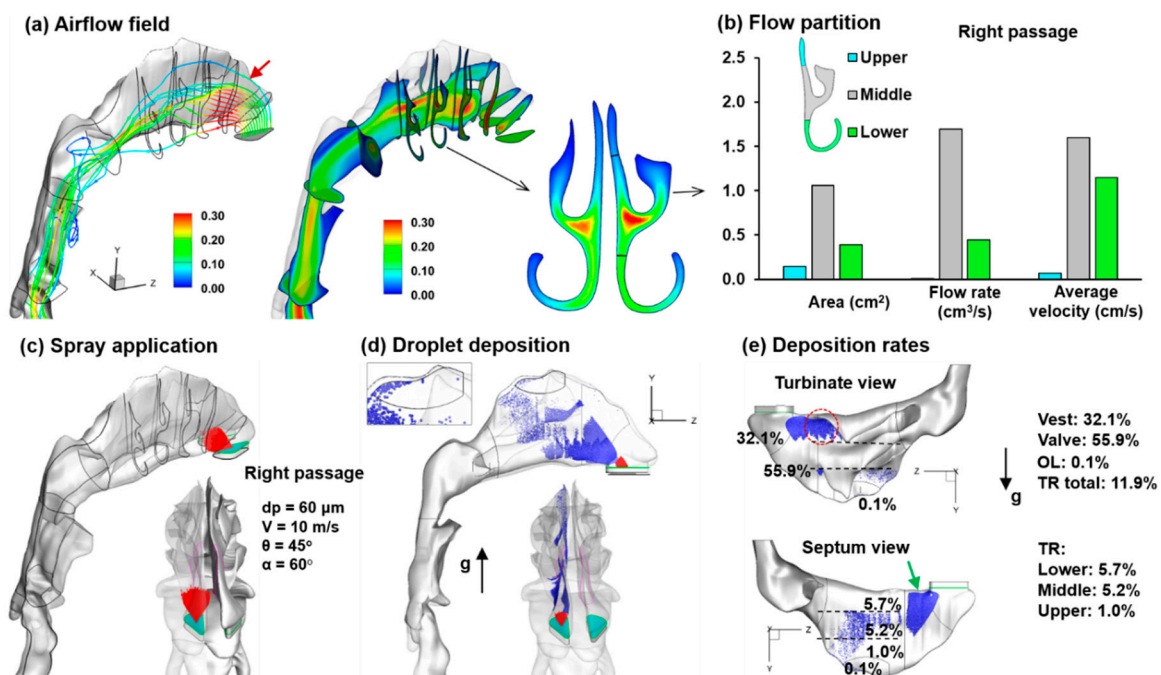 (a) Airflow field
0.30
0.20
0.10
0.00
Y
X
Z
0.30
0.20
0.10
0.00
(b) Flow partition
Right passage
Upper
Middle
Lower
2.5
2.0
1.5
1.0
0.5
0.0
Area (cm²)
Flow rate
(cm³/s)
Average
velocity (cm/s)
(c) Spray application
Right passage
dp = 60 µm
V = 10 m/s
θ = 45°
α = 60°
(d) Droplet deposition
Y
X
Z
g
(e) Deposition rates
Turbinate view
32.1%
55.9%
0.1%
Z
X
Y
g
Vest: 32.1%
Valve: 55.9%
OL: 0.1%
TR total: 11.9%
Septum view
5.7%
5.2%
1.0%
0.1%
X
Z
Y
TR:
Lower: 5.7%
Middle: 5.2%
Upper: 1.0%